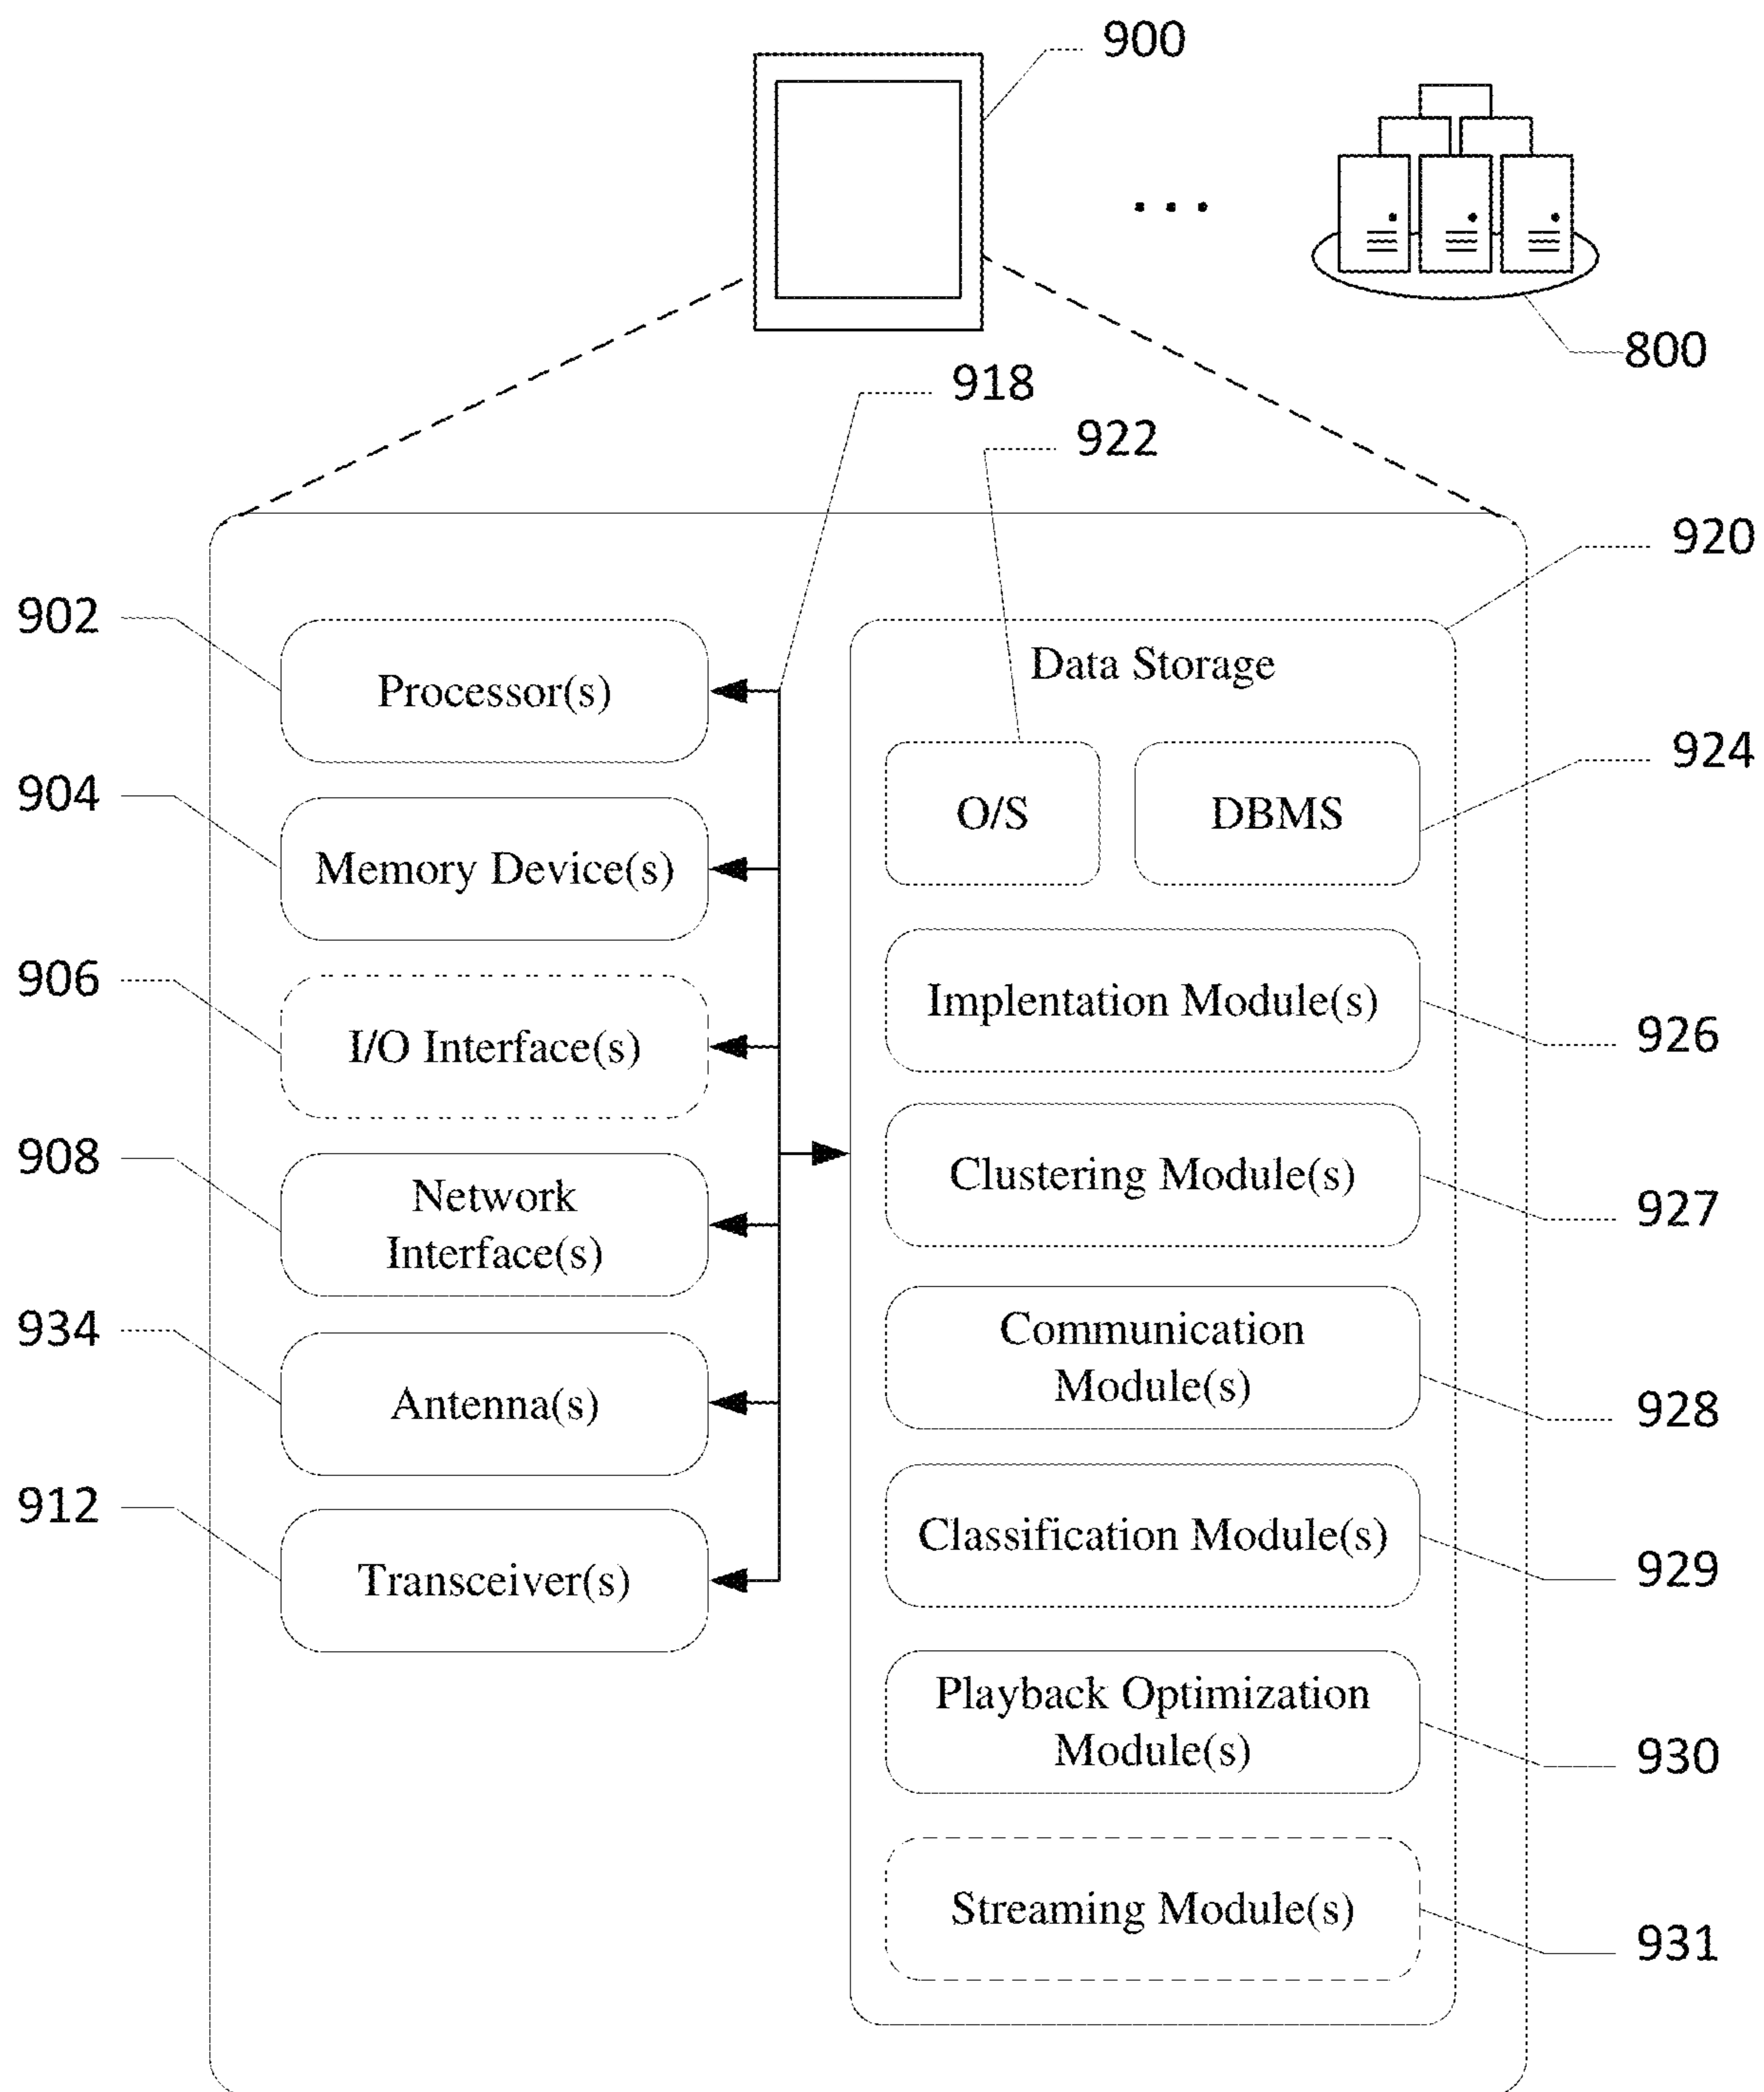 900
800
918
922
920
902
Processor(s)
Data Storage
904
Memory Device(s)
O/S
DBMS
924
906
I/O Interface(s)
Implentation Module(s)
926
908
Network
Interface(s)
Clustering Module(s)
927
934
Antenna(s)
Communication
Module(s)
928
912
Transceiver(s)
Classification Module(s)
929
Playback Optimization
Module(s)
930
Streaming Module(s)
931